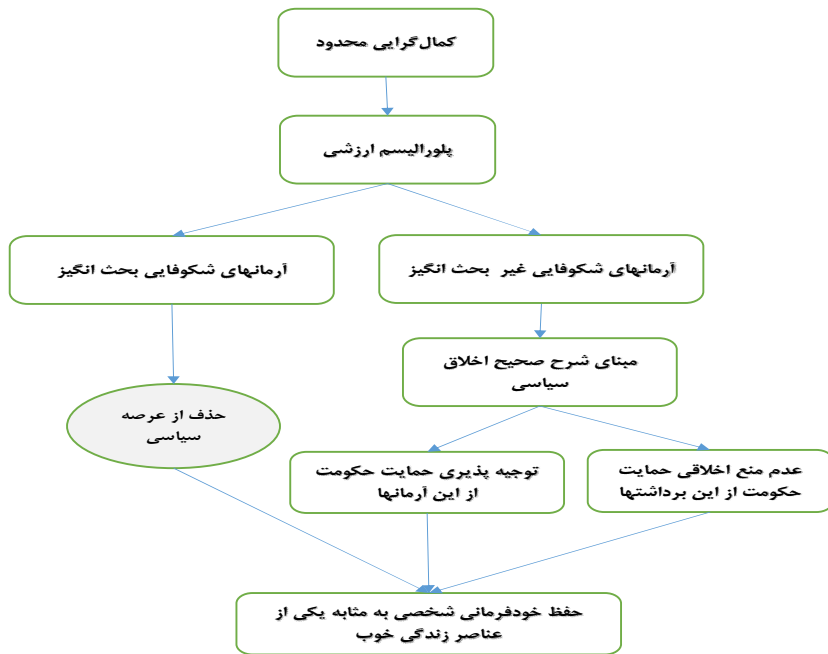 کمال‌گرایی محدود
پلورالیسم ارزشی
آرمانهای شکوفایی غیر بحث انگیز
آرمانهای شکوفایی بحث انگیز
مبنای شرح صحیح اخلاق
سیاسی
حذف از عرصه
سیاسی
عدم منع اخلاقی حمایت
حکومت از این برداشتها
توجیه پذیری حمایت حکومت
از این آرمانها
حفظ خودفرمانی شخصی به مثابه یکی از
عناصر زندگی خوب